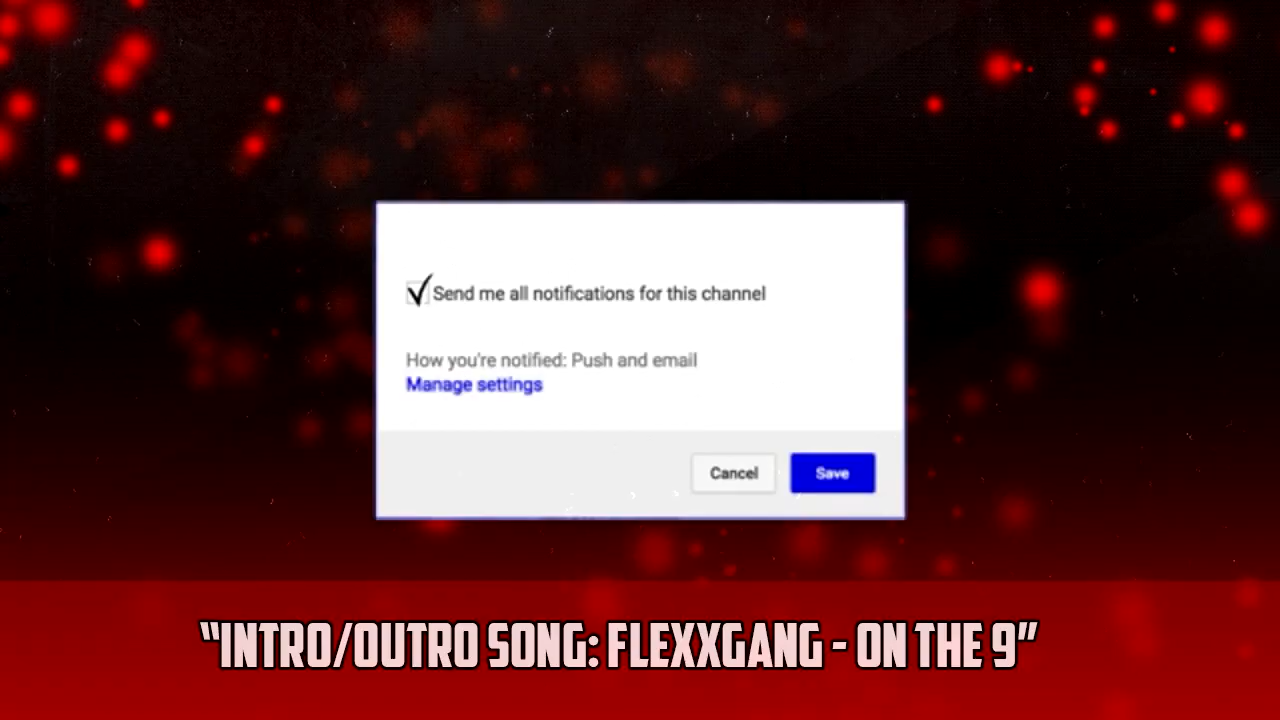 Send me all notifications for this channel
How you're notified: Push and email
Manage settings
Cancel Save
“INTRO/OUTRO SONG: FLEXXGANG - ON THE 9”